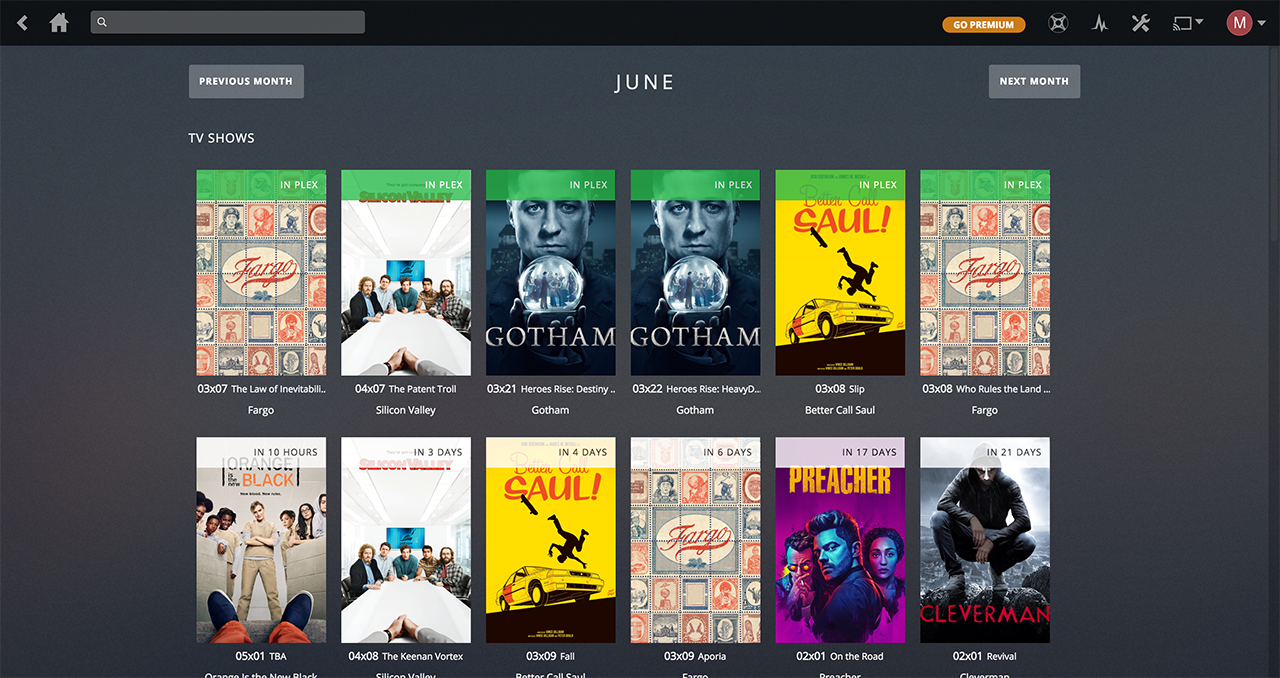 GO PREMIUM
M
PREVIOUS MONTH
JUNE
NEXT MONTH
TV SHOWS
IN PLEX
IN PLEX
IN PLEX
IN PLEX
IN PLEX
IN PLEX
Fargo
SILICON VALLEY
GOTHAM
GOTHAM
Better Call
SAUL!
Fargo
03x07 The Law of Inevitabili..
04x07 The Patent Troll
03x21 Heroes Rise: Destiny ..
03x22 Heroes Rise: HeavyD...
03x08 Slip
03x08 Who Rules the Land ...
Fargo
Silicon Valley
Gotham
Gotham
Better Call Saul
Fargo
IN 10 HOURS
IN 3 DAYS
IN 4 DAYS
IN 6 DAYS
IN 17 DAYS
IN 21 DAYS
ORANGE
is the new BLACK
New blood. New rules.
SILICON VALLEY
Better Call
SAUL!
Fargo
PREACHER
CLEVERMAN
05x01 TBA
04x08 The Keenan Vortex
03x09 Fall
03x09 Aporia
02x01 On the Road
02x01 Revival
Orange Is the New Black
Silicon Valley
Better Call Saul
Fargo
Preacher
Cleverman